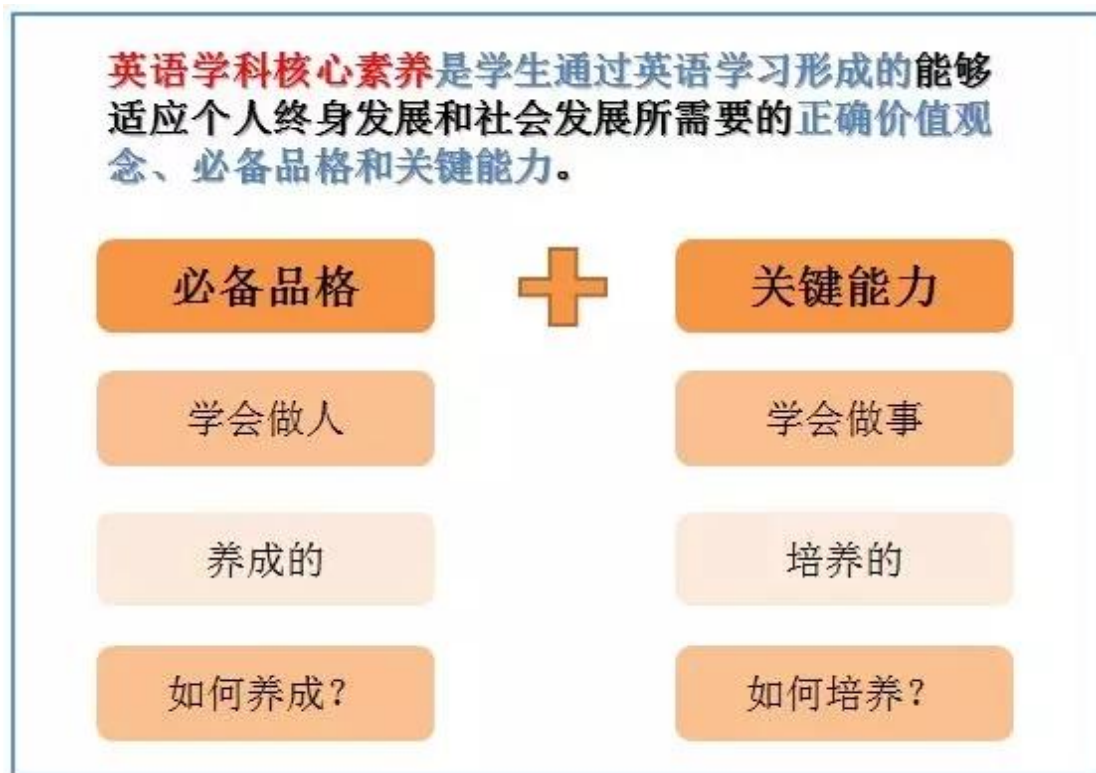 英语学科核心素养是学生通过英语学习形成的能够
适应个人终身发展和社会发展所需要的正确价值观
念、必备品格和关键能力。
必备品格
关键能力
学会做人
学会做事
养成的
培养的
如何养成？
如何培养？